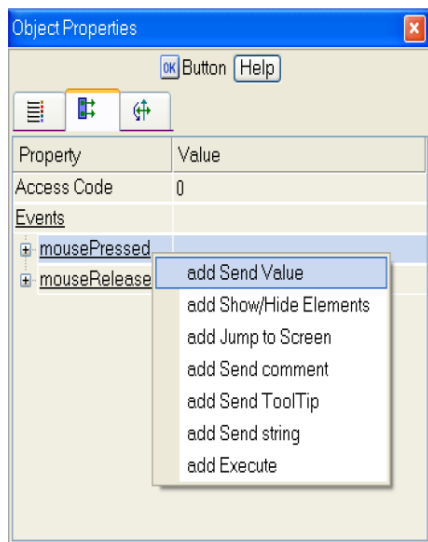 Object Properties
OK Button Help
Property Value
Access Code 0
Events
mousePressed
add Send Value
mouseRelease
add Show/Hide Elements
add Jump to Screen
add Send comment
add Send ToolTip
add Send string
add Execute